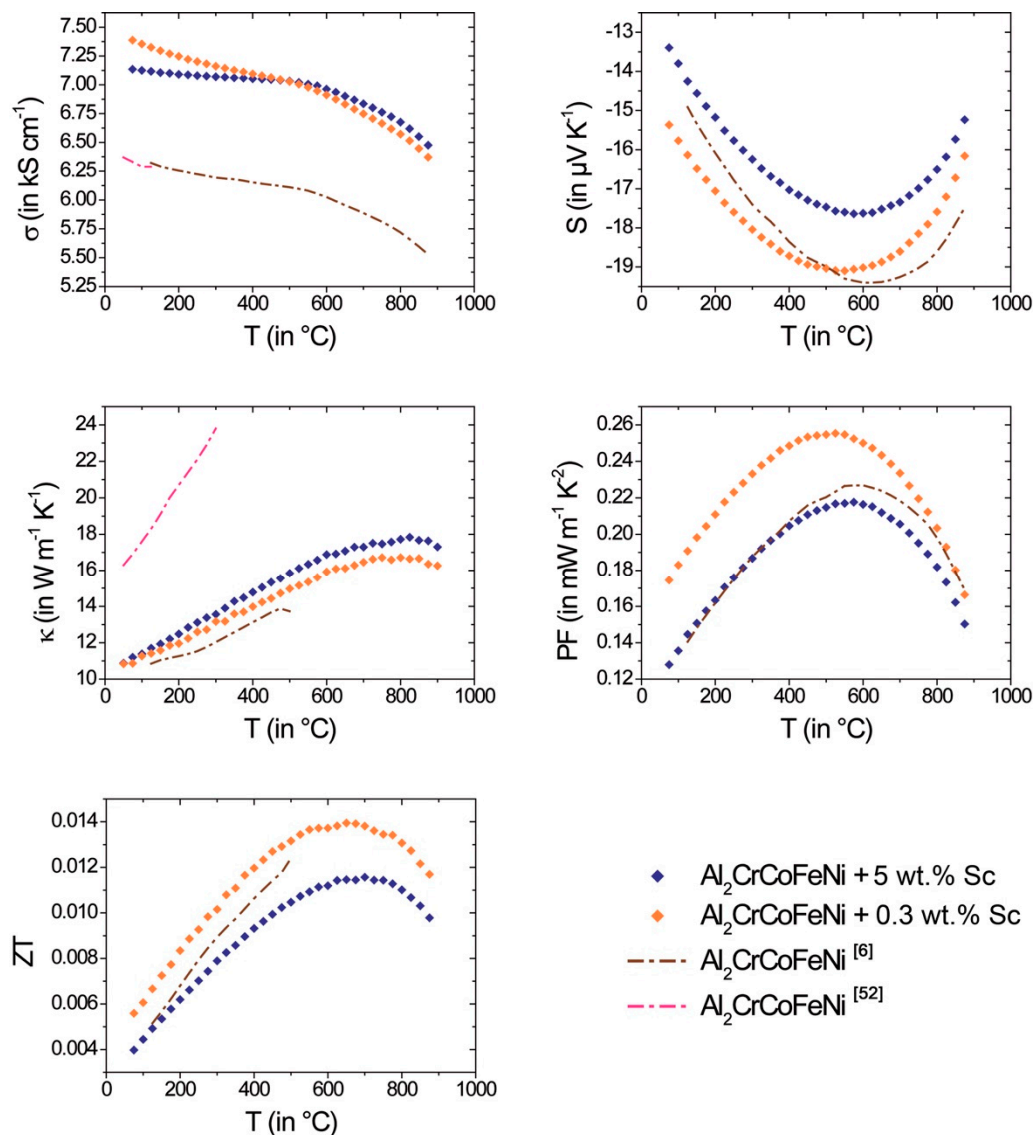 7.50
7.25
7.00
6.75
6.50
6.25
6.00
5.75
5.50
5.25
σ (in kS cm⁻¹)
0 200 400 600 800 1000
T (in °C)
-13
-14
-15
-16
-17
-18
-19
S (in µV K⁻¹)
0 200 400 600 800 1000
T (in °C)
24
22
20
18
16
14
12
10
κ (in W m⁻¹ K⁻¹)
0 200 400 600 800 1000
T (in °C)
0.26
0.24
0.22
0.20
0.18
0.16
0.14
0.12
PF (in mW m⁻¹ K⁻²)
0 200 400 600 800 1000
T (in °C)
0.014
0.012
0.010
0.008
0.006
0.004
ZT
0 200 400 600 800 1000
T (in °C)
Al₂CrCoFeNi + 5 wt.% Sc
Al₂CrCoFeNi + 0.3 wt.% Sc
Al₂CrCoFeNi [6]
Al₂CrCoFeNi [52]